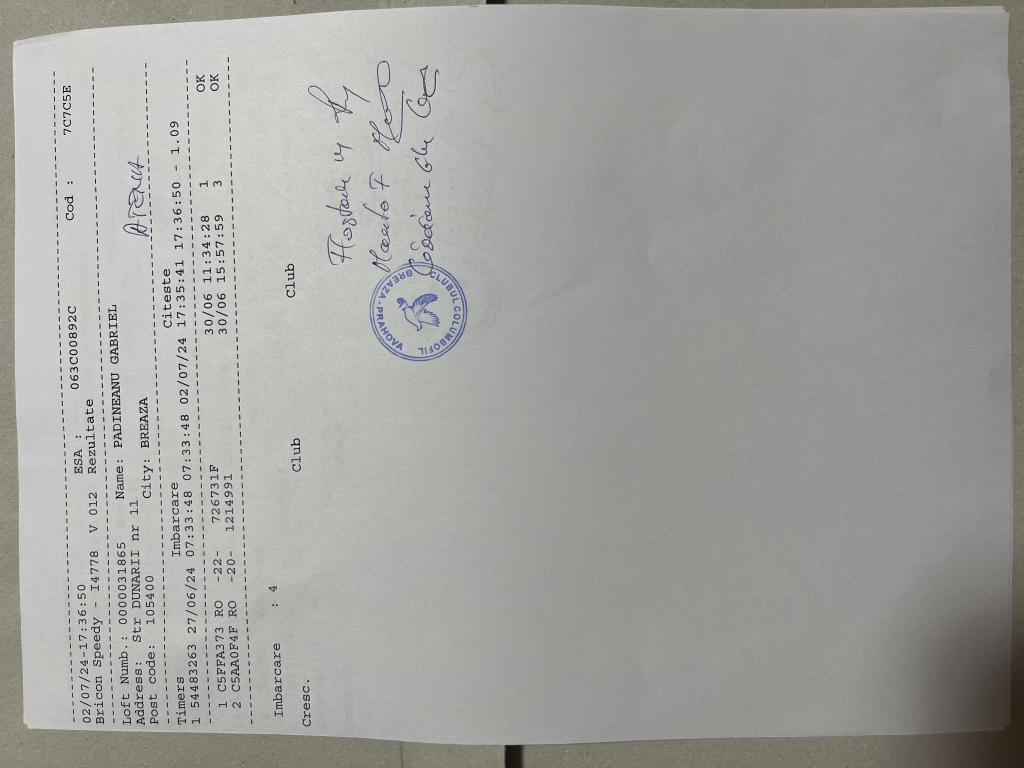 02/07/24-17:36:50 ESA : 063C00892C Cod : 7C7C5E
Bricon Speedy - I4778 V 012 Rezultate
Loft Numb.: 0000031865 Name: PADINEANU GABRIEL
Address: Str DUNARII nr 11
Post code: 105400 City: BREAZA
ATENA
Timers Imbarcare Citeste
1 54483263 27/06/24 07:33:48 07:33:48 02/07/24 17:35:41 17:36:50 - 1.09
1 C5FFA373 RO -22- 726731F 30/06 11:34:28 1 OK
2 C5AA0F4F RO -20- 1214991 30/06 15:57:59 3 OK
Imbarcare : 4 Club Club
Cresc.
CLUBUL COLUMBOFIL
BREAZA-PRAHOVA